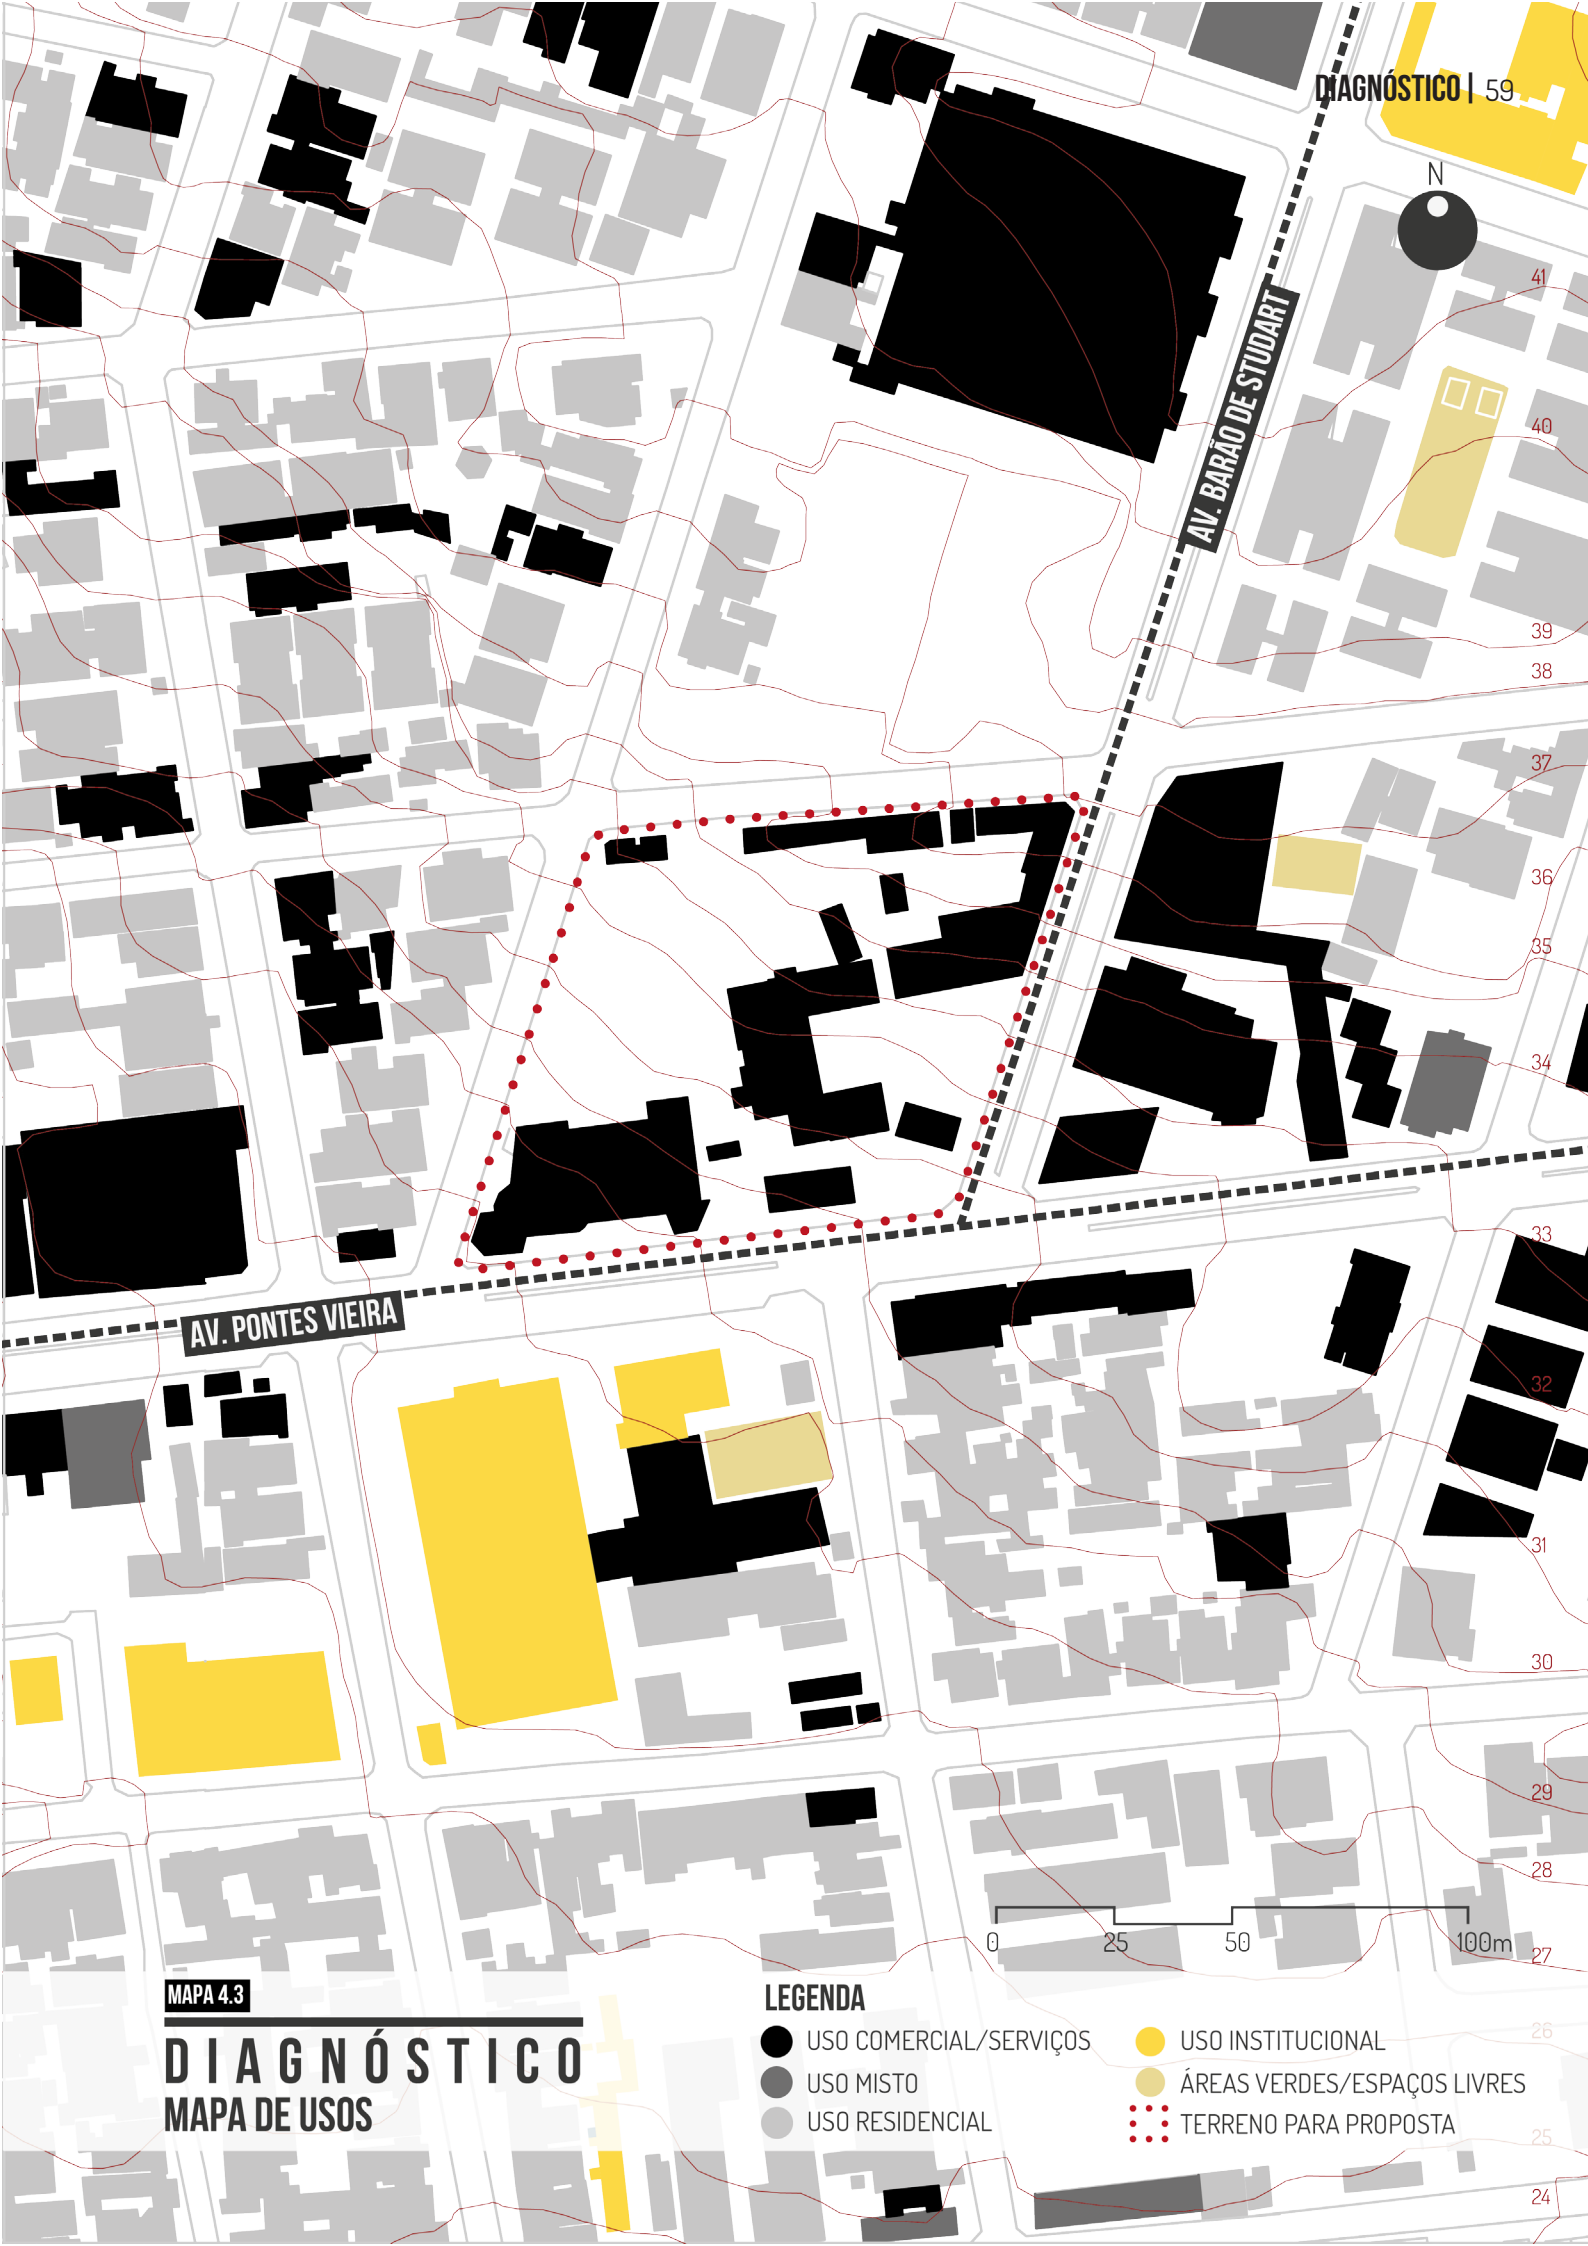 DIAGNÓSTICO | 59
N
41
AV. BARÃO DE STUDART
40
39
38
37
36
35
34
33
AV. PONTES VIEIRA
32
31
30
29
28
0 25 50 100m
27
MAPA 4.3
DIAGNÓSTICO
MAPA DE USOS
LEGENDA
USO COMERCIAL/SERVIÇOS
USO MISTO
USO RESIDENCIAL
USO INSTITUCIONAL
ÁREAS VERDES/ESPAÇOS LIVRES
TERRENO PARA PROPOSTA
26
25
24